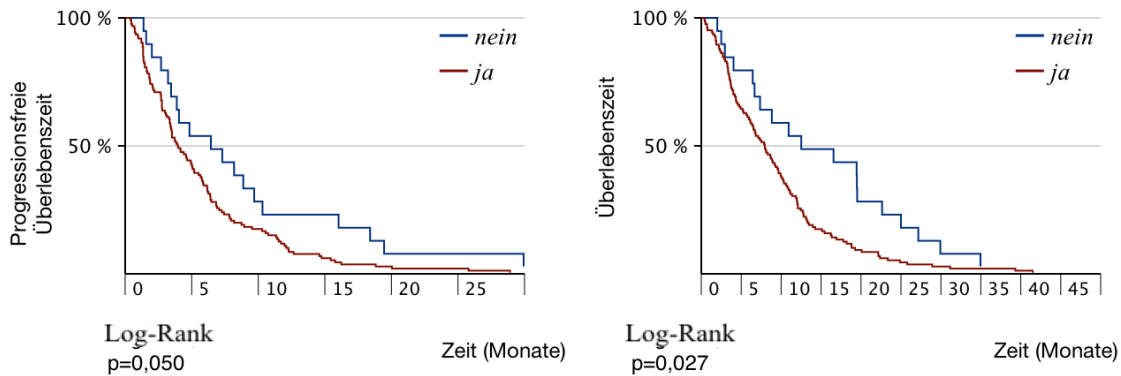 100 %
50 %
nein
ja
Progressionsfreie
Überlebenszeit
0 5 10 15 20 25
Log-Rank
p=0,050
Zeit (Monate)
100 %
50 %
nein
ja
Überlebenszeit
0 5 10 15 20 25 30 35 40 45
Log-Rank
p=0,027
Zeit (Monate)